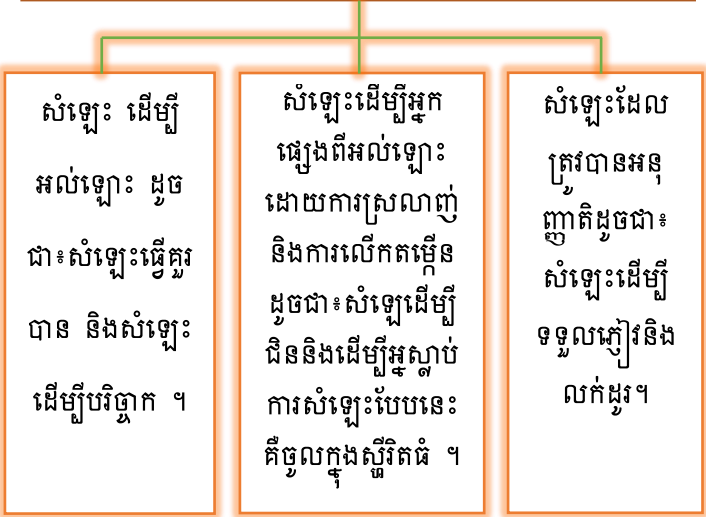 សំឡេះ ដើម្បី
អល់ឡោះ ដូច
ជា៖សំឡេះធ្វើគួរ
បាន និងសំឡេះ
ដើម្បីបរិច្ចាក ។
សំឡេះដើម្បីអ្នក
ផ្សេងពីអល់ឡោះ
ដោយការស្រលាញ់
និងការលើកតម្កើន
ដូចជា៖សំឡេដើម្បី
ជិននិងដើម្បីអ្នស្លាប់
ការសំឡេះបែបនេះ
គឺចូលក្នុងស្ហ៊ីរិតធំ ។
សំឡេះដែល
ត្រូវបានអនុ
ញ្ញាតិដូចជា៖
សំឡេះដើម្បី
ទទួលភ្ញៀវនិង
លក់ដូរ។